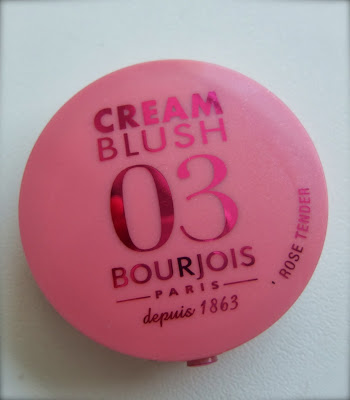 CREAM
BLUSH
03
BOURJOIS
PARIS
depuis 1863
' ROSE TENDER